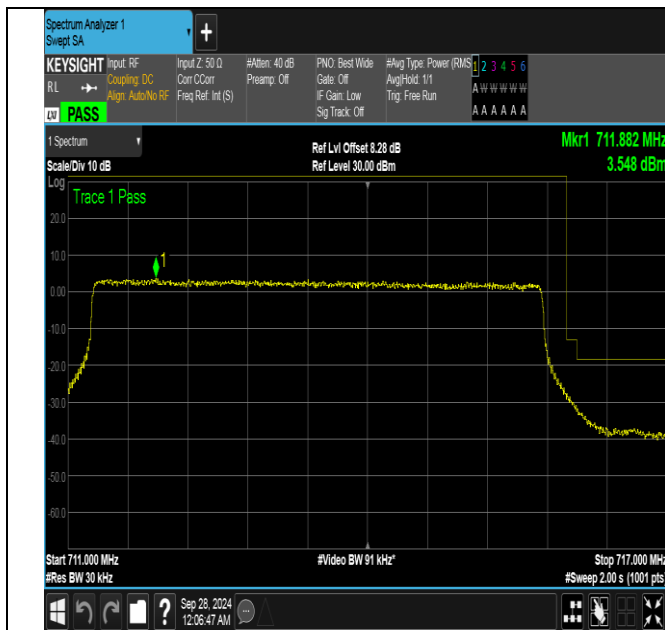 Spectrum Analyzer 1
Swept SA
+
KEYSIGHT
RL
LXI PASS
Input: RF
Coupling: DC
Align: Auto/No RF
Input Z: 50 Ω
Corr CCorr
Freq Ref: Int (S)
#Atten: 40 dB
Preamp: Off
PNO: Best Wide
Gate: Off
IF Gain: Low
Sig Track: Off
#Avg Type: Power (RMS
Avg|Hold: 1/1
Trig: Free Run
1 2 3 4 5 6
A W W W W W
A A A A A A
1 Spectrum
Scale/Div 10 dB
Ref Lvl Offset 8.28 dB
Ref Level 30.00 dBm
Mkr1 711.882 MHz
3.548 dBm
Log
Trace 1 Pass
20.0
10.0
1
0.00
-10.0
-20.0
-30.0
-40.0
-50.0
-60.0
Start 711.000 MHz
#Video BW 91 kHz*
Stop 717.000 MHz
#Res BW 30 kHz
#Sweep 2.00 s (1001 pts)
?
Sep 28, 2024
12:06:47 AM